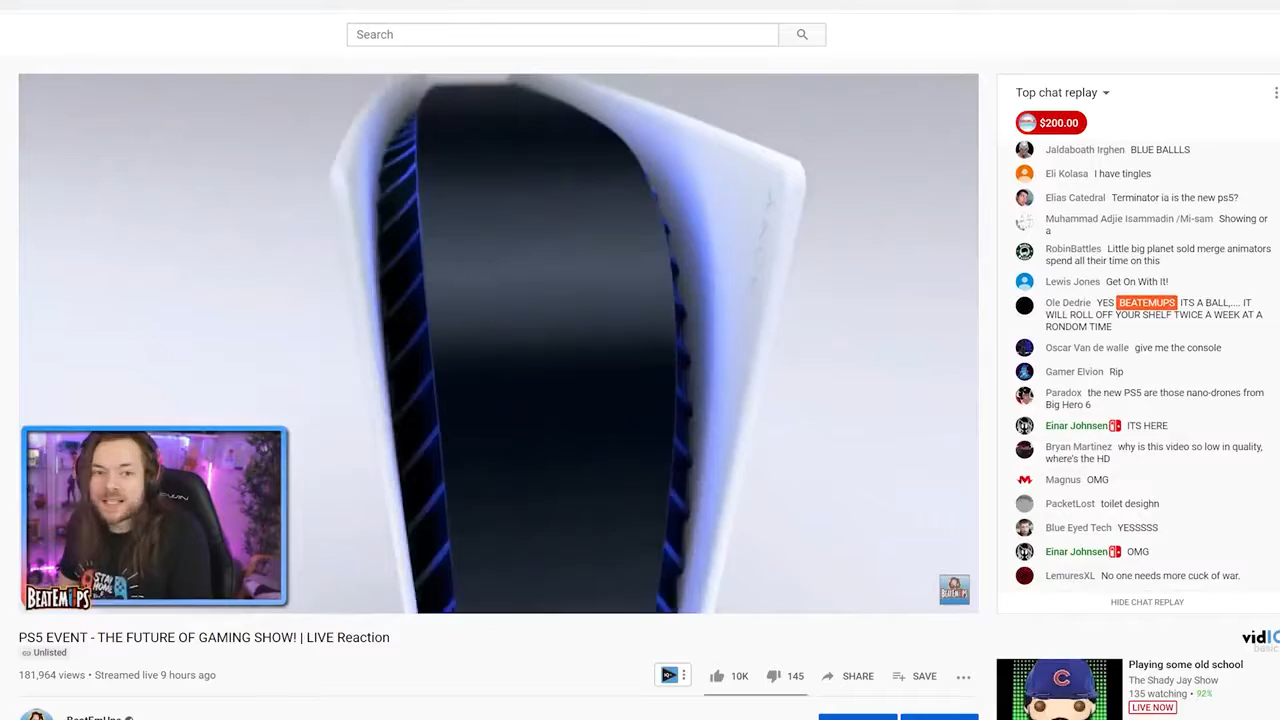 Search
Top chat replay
$200.00
Jaldaboath Irghen BLUE BALLLS
Eli Kolasa I have tingles
Elias Catedral Terminator ia is the new ps5?
Muhammad Adjie Isammadin /Mi-sam Showing or
a
RobinBattles Little big planet sold merge animators
spend all their time on this
Lewis Jones Get On With It!
Ole Dedrie YES BEATEMUPS ITS A BALL,.... IT
WILL ROLL OFF YOUR SHELF TWICE A WEEK AT A
RONDOM TIME
Oscar Van de walle give me the console
Gamer Elvion Rip
Paradox the new PS5 are those nano-drones from
Big Hero 6
Einar Johnsen ITS HERE
Bryan Martinez why is this video so low in quality,
where's the HD
Magnus OMG
PacketLost toilet desighn
Blue Eyed Tech YESSSSS
Einar Johnsen OMG
LemuresXL No one needs more cuck of war.
HIDE CHAT REPLAY
STAY
HOME
BEATEMUPS
BEATEMUPS
PS5 EVENT - THE FUTURE OF GAMING SHOW! | LIVE Reaction
Unlisted
181,964 views • Streamed live 9 hours ago
10K
145
SHARE
SAVE
vidIQ
basic
Playing some old school
The Shady Jay Show
135 watching • 92%
LIVE NOW
C
BeatEmUps